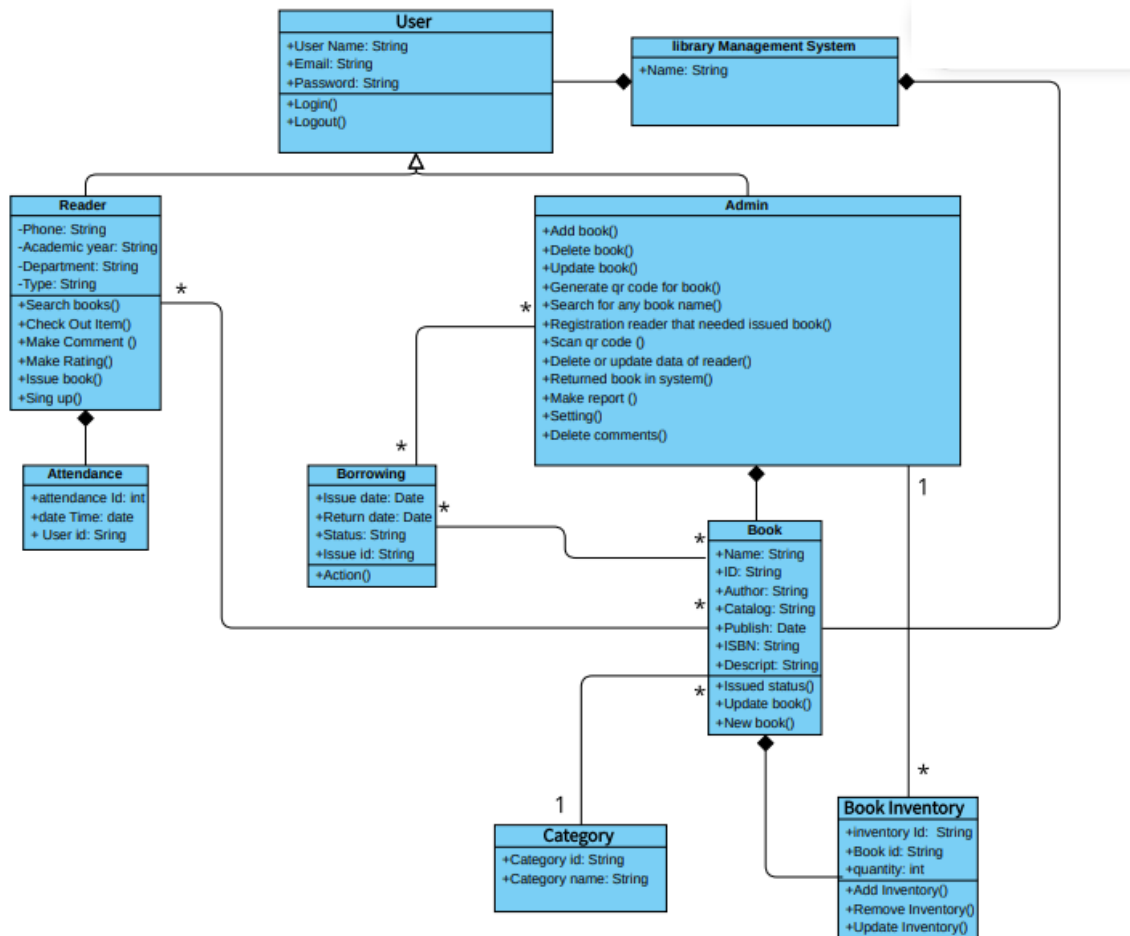 User
+User Name: String
+Email: String
+Password: String
+Login()
+Logout()
library Management System
+Name: String
Reader
-Phone: String
-Academic year: String
-Department: String
-Type: String
+Search books()
+Check Out Item()
+Make Comment ()
+Make Rating()
+Issue book()
+Sing up()
*
Admin
+Add book()
+Delete book()
+Update book()
+Generate qr code for book()
+Search for any book name()
+Registration reader that needed issued book()
+Scan qr code ()
+Delete or update data of reader()
+Returned book in system()
+Make report ()
+Setting()
+Delete comments()
*
*
Attendance
+attendance Id: int
+date Time: date
+ User id: Sring
Borrowing
+Issue date: Date
+Return date: Date
+Status: String
+Issue id: String
+Action()
*
1
Book
+Name: String
+ID: String
+Author: String
+Catalog: String
+Publish: Date
+ISBN: String
+Descript: String
+Issued status()
+Update book()
+New book()
*
*
*
*
1
Category
+Category id: String
+Category name: String
Book Inventory
+inventory Id: String
+Book id: String
+quantity: int
+Add Inventory()
+Remove Inventory()
+Update Inventory()